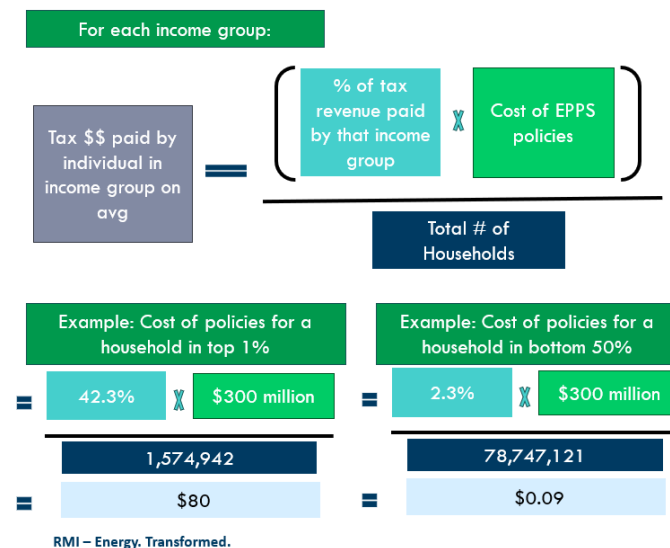 For each income group:
Tax $$ paid by
individual in
income group on
avg
=
(
% of tax
revenue paid
by that income
group
x
Cost of EPPS
policies
)
Total # of
Households
Example: Cost of policies for a
household in top 1%
=
42.3%
x
$300 million
1,574,942
=
$80
Example: Cost of policies for a
household in bottom 50%
=
2.3%
x
$300 million
78,747,121
=
$0.09
RMI – Energy. Transformed.